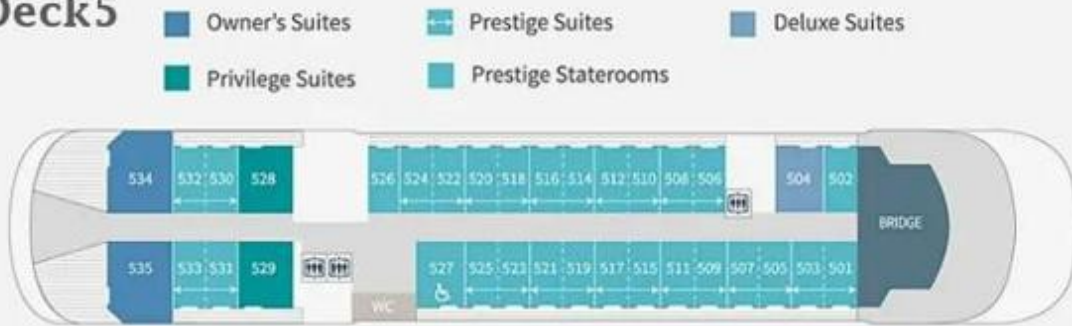 Deck5
Owner's Suites
Prestige Suites
Deluxe Suites
Privilege Suites
Prestige Staterooms
534 532 530 528 526 524 522 520 518 516 514 512 510 508 506 504 502
BRIDGE
535 533 531 529 527 525 523 521 519 517 515 511 509 507 505 503 501
WC